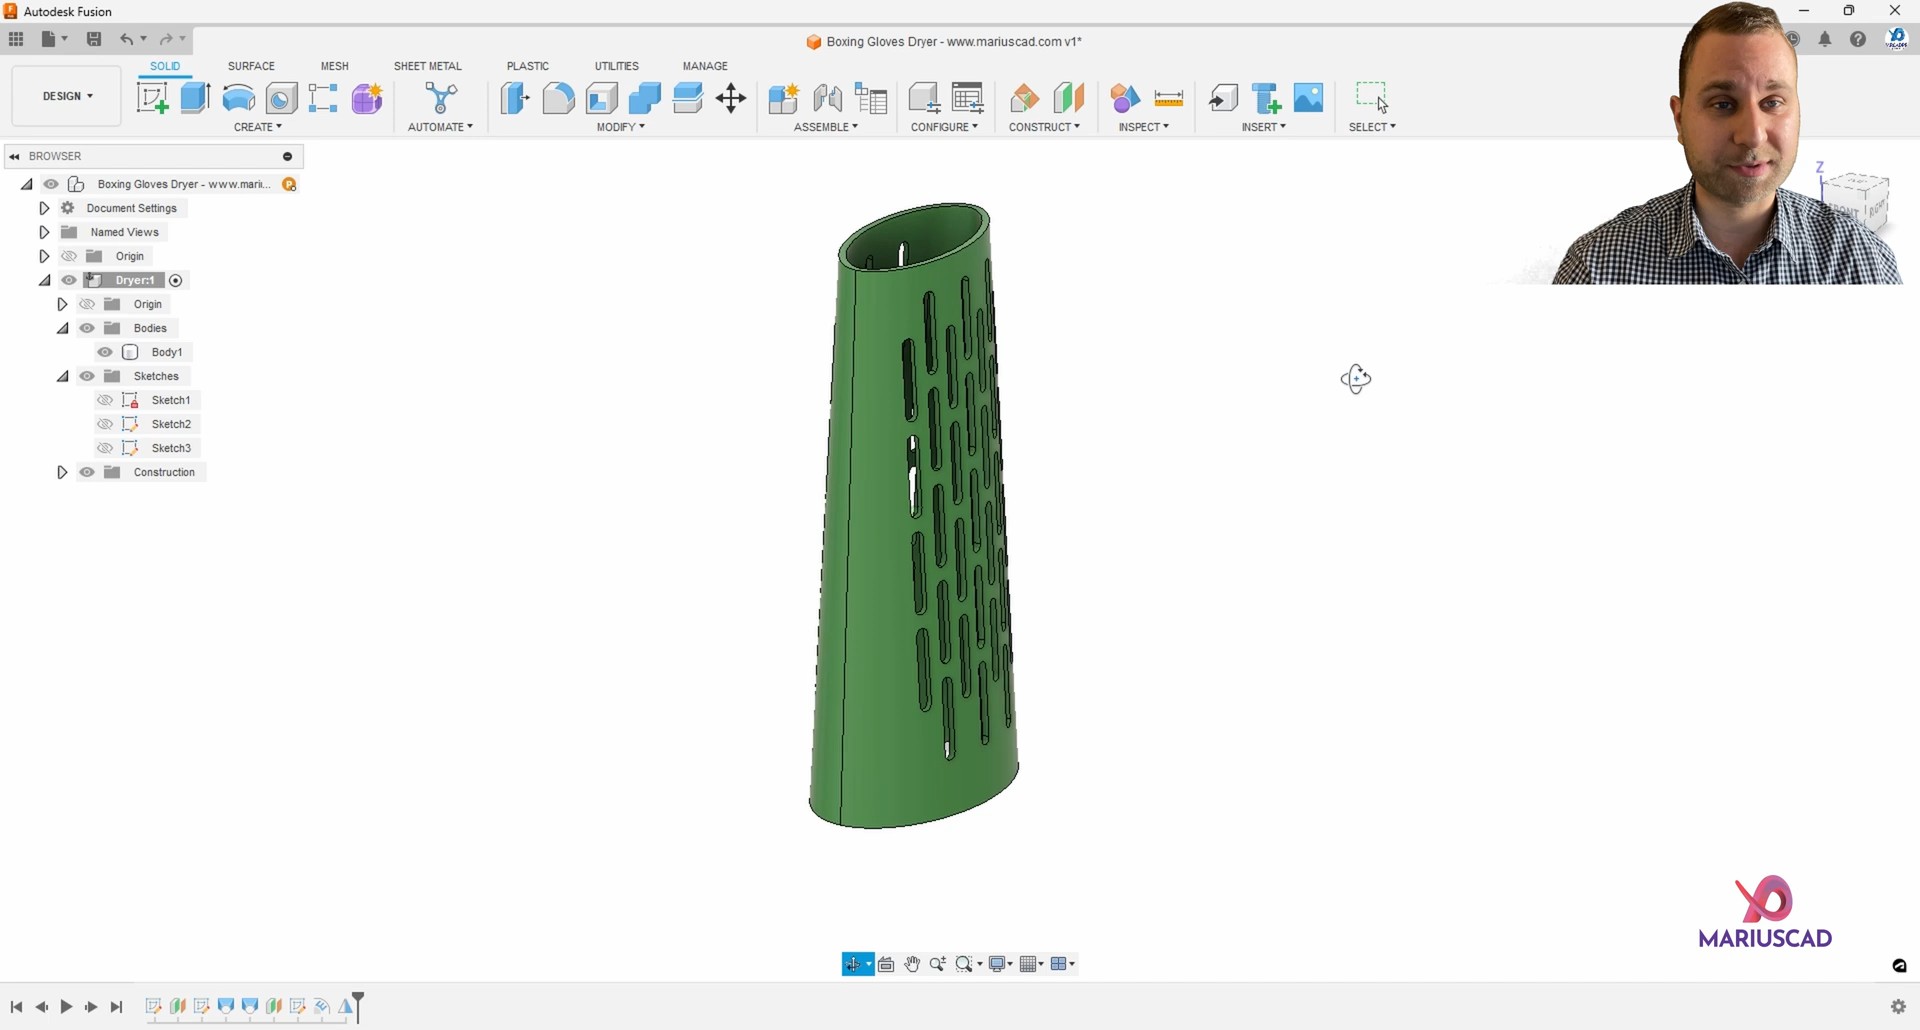 Autodesk Fusion
Boxing Gloves Dryer - www.mariuscad.com v1*
DESIGN
SOLID
SURFACE
MESH
SHEET METAL
PLASTIC
UTILITIES
MANAGE
CREATE
AUTOMATE
MODIFY
ASSEMBLE
CONFIGURE
CONSTRUCT
INSPECT
INSERT
SELECT
BROWSER
Boxing Gloves Dryer - www.mari...
Document Settings
Named Views
Origin
Dryer:1
Origin
Bodies
Body1
Sketches
Sketch1
Sketch2
Sketch3
Construction
Z
FRONT
RIGHT
MARIUSCAD